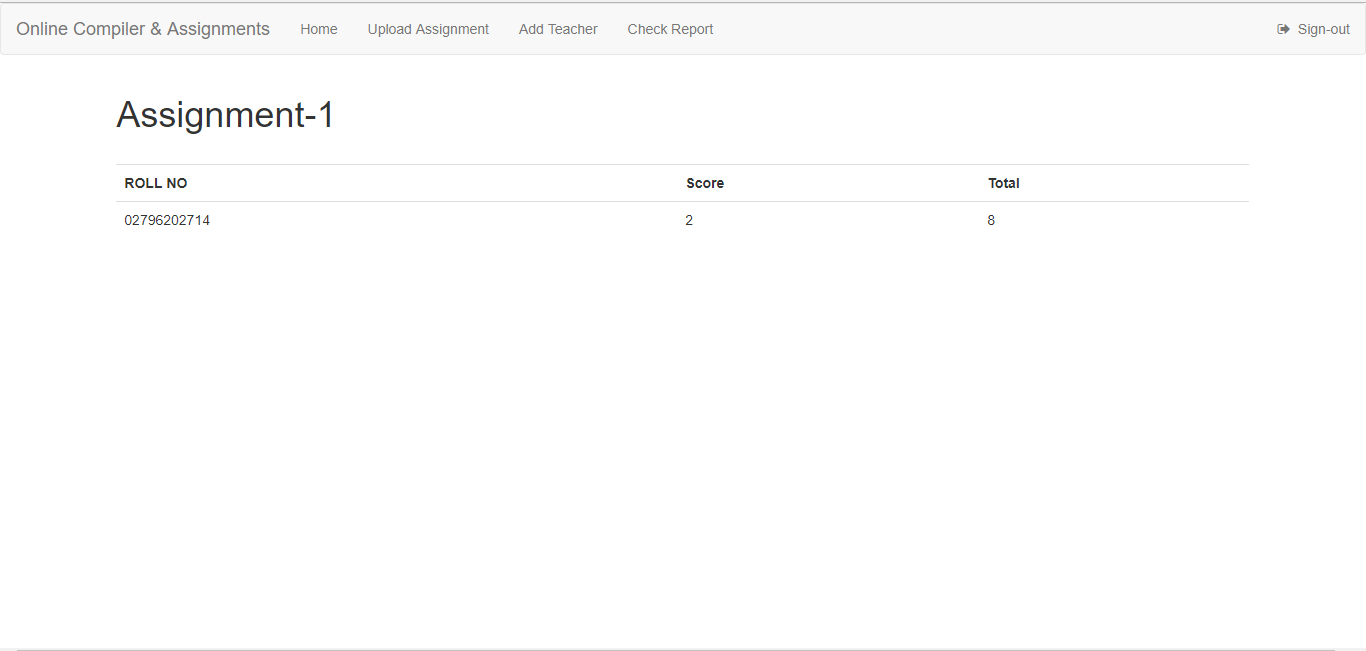 Online Compiler & Assignments Home Upload Assignment Add Teacher Check Report Sign-out
Assignment-1
ROLL NO Score Total
02796202714 2 8